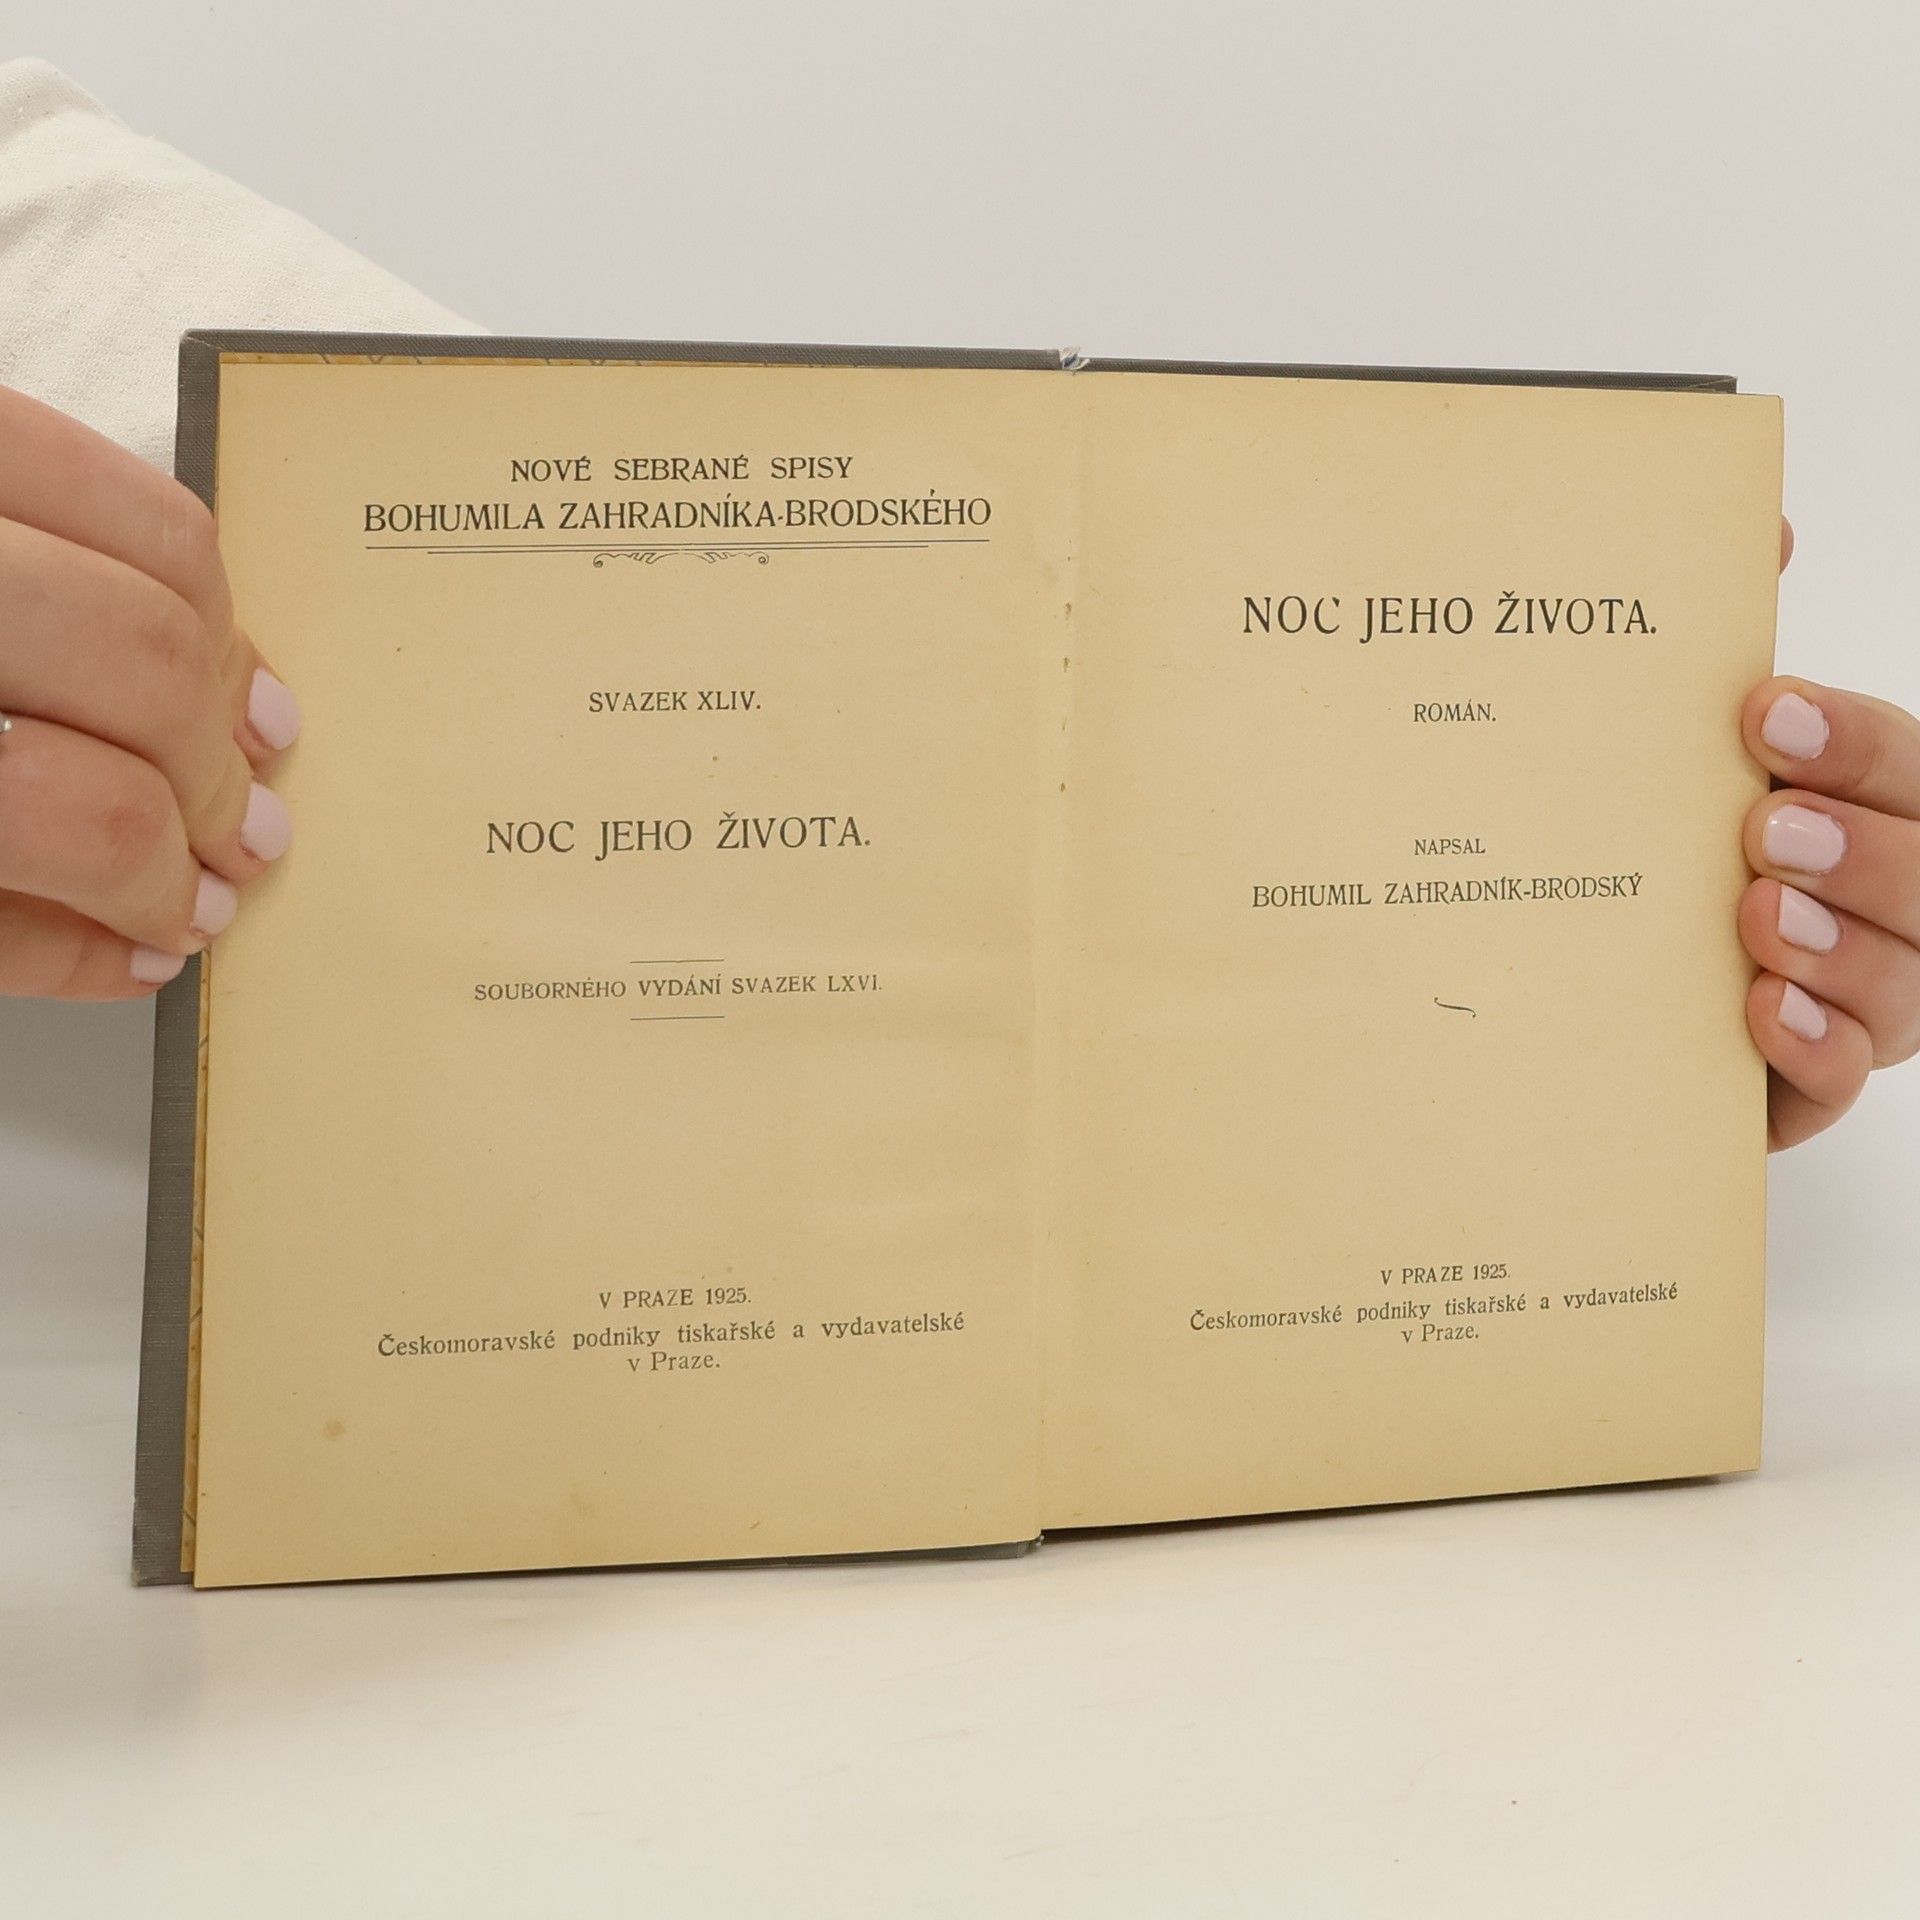 NOVÉ SEBRANÉ SPISY
BOHUMILA ZAHRADNÍKA-BRODSKÉHO
SVAZEK XLIV.
NOC JEHO ŽIVOTA.
SOUBORNÉHO VYDÁNÍ SVAZEK LXVI.
V PRAZE 1925.
Českomoravské podniky tiskařské a vydavatelské
v Praze.
NOC JEHO ŽIVOTA.
ROMÁN.
NAPSAL
BOHUMIL ZAHRADNÍK-BRODSKÝ
V PRAZE 1925.
Českomoravské podniky tiskařské a vydavatelské
v Praze.